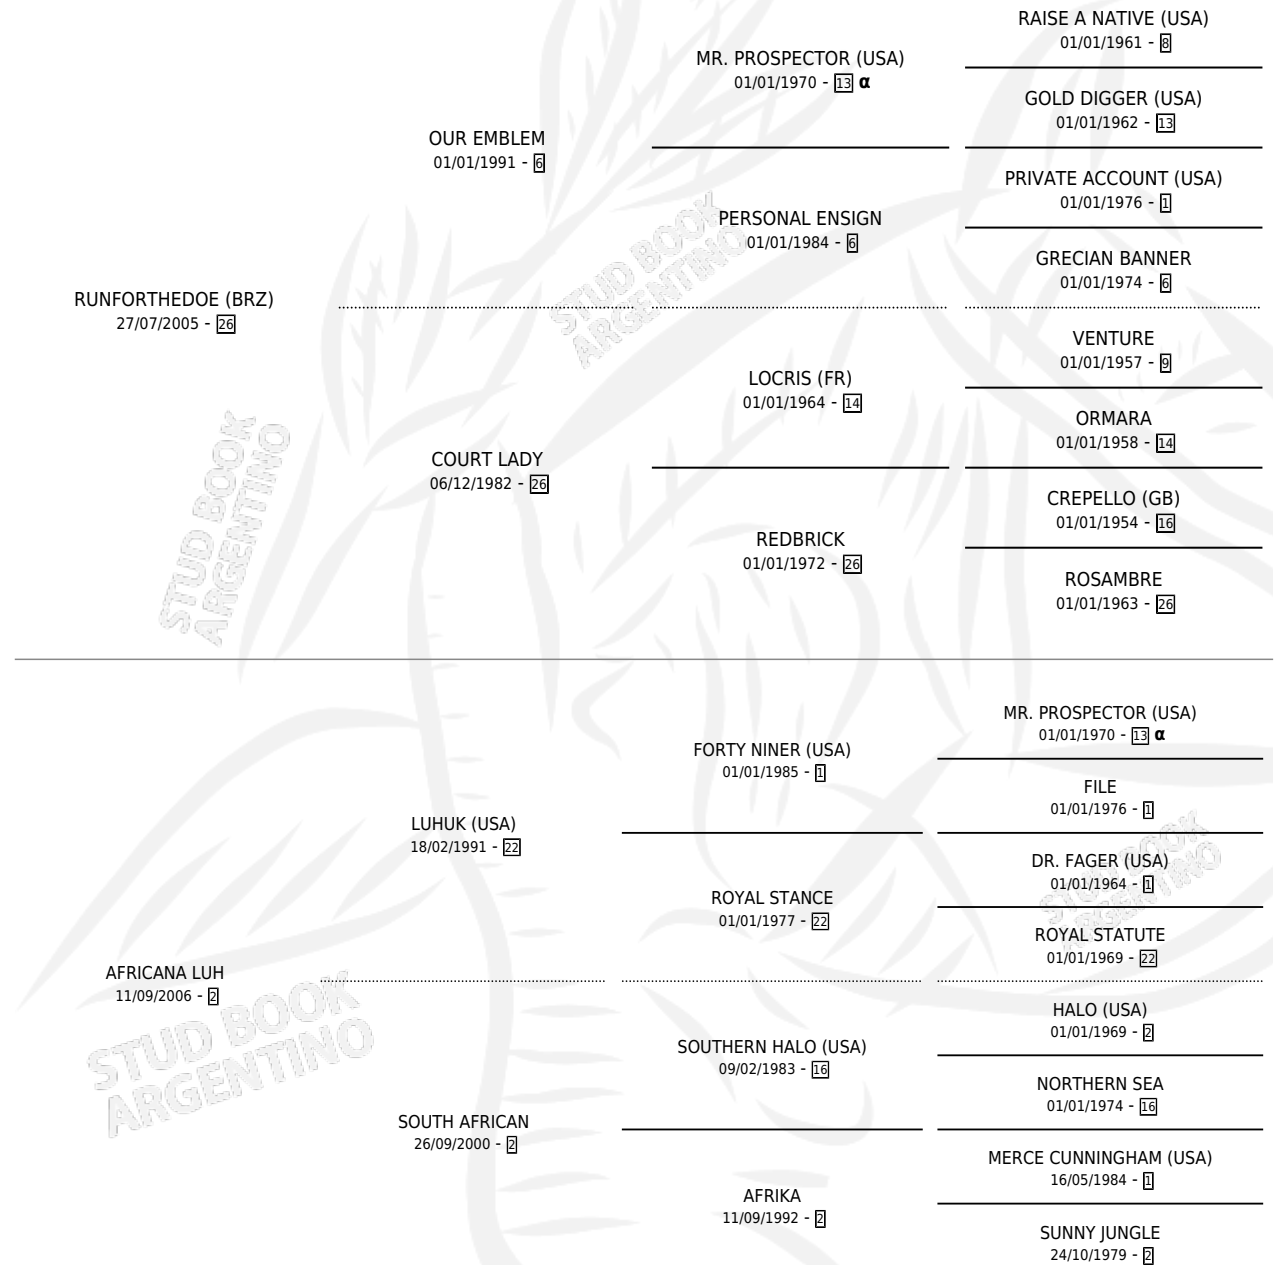 RAISE A NATIVE (USA)
01/01/1961 - 8
MR. PROSPECTOR (USA)
01/01/1970 - 13 α
GOLD DIGGER (USA)
01/01/1962 - 13
OUR EMBLEM
01/01/1991 - 6
PRIVATE ACCOUNT (USA)
01/01/1976 - 1
PERSONAL ENSIGN
01/01/1984 - 6
GRECIAN BANNER
01/01/1974 - 6
RUNFORTHEDOE (BRZ)
27/07/2005 - 26
VENTURE
01/01/1957 - 9
LOCRIS (FR)
01/01/1964 - 14
ORMARA
01/01/1958 - 14
COURT LADY
06/12/1982 - 26
CREPELLO (GB)
01/01/1954 - 16
REDBRICK
01/01/1972 - 26
ROSAMBRE
01/01/1963 - 26
MR. PROSPECTOR (USA)
01/01/1970 - 13 α
FORTY NINER (USA)
01/01/1985 - 1
FILE
01/01/1976 - 1
LUHUK (USA)
18/02/1991 - 22
DR. FAGER (USA)
01/01/1964 - 1
ROYAL STANCE
01/01/1977 - 22
ROYAL STATUTE
01/01/1969 - 22
AFRICANA LUH
11/09/2006 - 2
HALO (USA)
01/01/1969 - 2
SOUTHERN HALO (USA)
09/02/1983 - 16
NORTHERN SEA
01/01/1974 - 16
SOUTH AFRICAN
26/09/2000 - 2
MERCE CUNNINGHAM (USA)
16/05/1984 - 1
AFRIKA
11/09/1992 - 2
SUNNY JUNGLE
24/10/1979 - 2
STUD BOOK
ARGENTINO
STUD BOOK
ARGENTINO
STUD BOOK
ARGENTINO
STUD BOOK
ARGENTINO